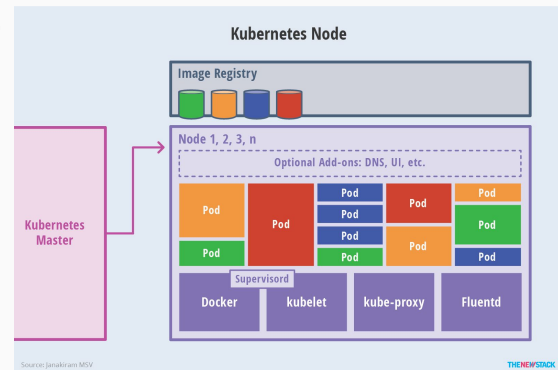 Kubernetes Node
Image Registry
Kubernetes
Master
Node 1, 2, 3, n
Optional Add-ons: DNS, UI, etc.
Pod
Pod
Pod
Pod
Pod
Pod
Pod
Pod
Pod
Pod
Pod
Pod
Pod
Supervisord
Docker
kubelet
kube-proxy
Fluentd
Source: Janakiram MSV
THENEWSTACK